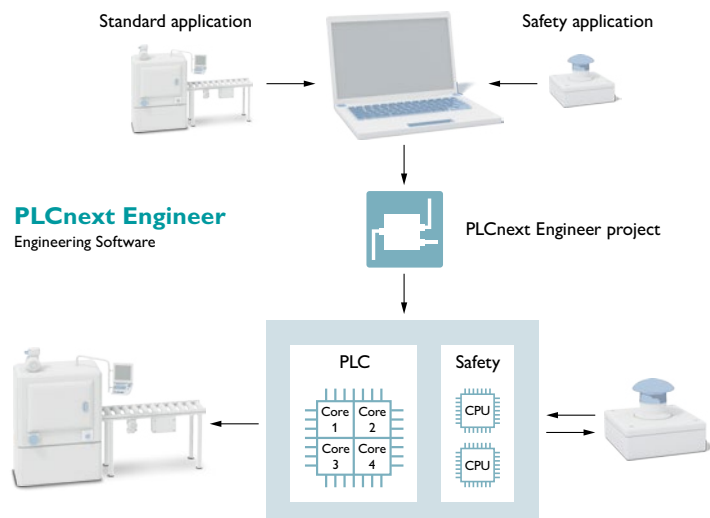 Standard application
Safety application
PLCnext Engineer
Engineering Software
PLCnext Engineer project
PLC
Safety
Core
1
Core
2
Core
3
Core
4
CPU
CPU